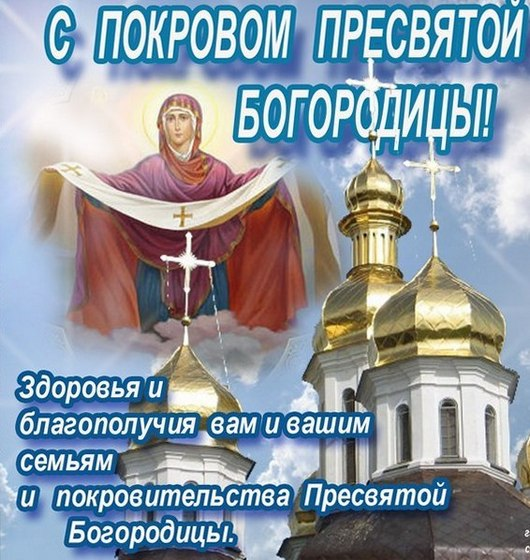 С ПОКРОВОМ ПРЕСВЯТОЙ
БОГОРОДИЦЫ!
Здоровья и
благополучия вам и вашим
семьям
и покровительства Пресвятой
Богородицы.